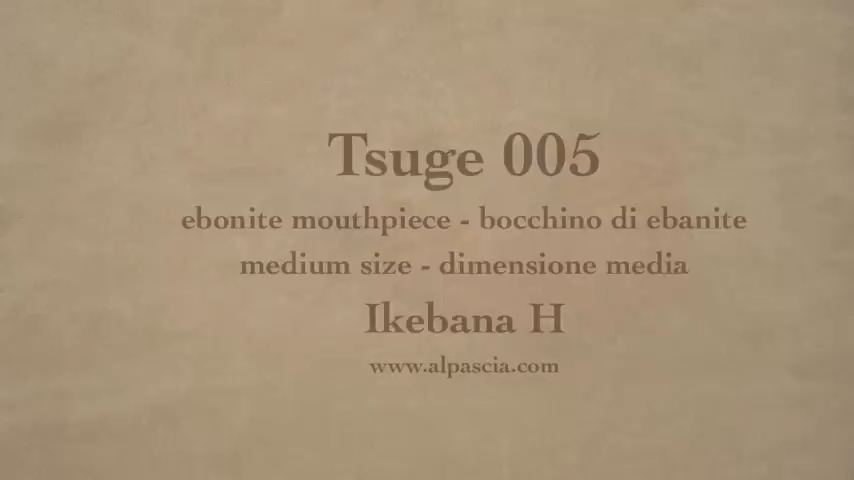 Tsuge 005
ebonite mouthpiece - bocchino di ebanite
medium size - dimensione media
Ikebana H
www.alpascia.com